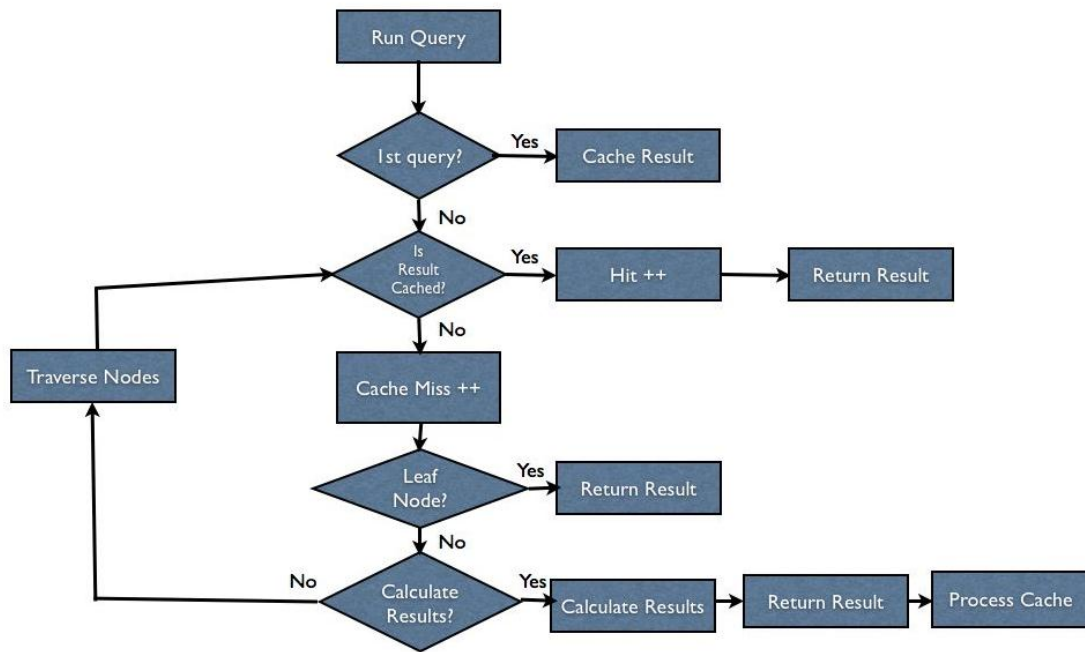 Run Query
1st query?
Yes
Cache Result
No
Is
Result
Cached?
Yes
Hit ++
Return Result
No
Traverse Nodes
Cache Miss ++
Leaf
Node?
Yes
Return Result
No
No
Calculate
Results?
Yes
Calculate Results
Return Result
Process Cache